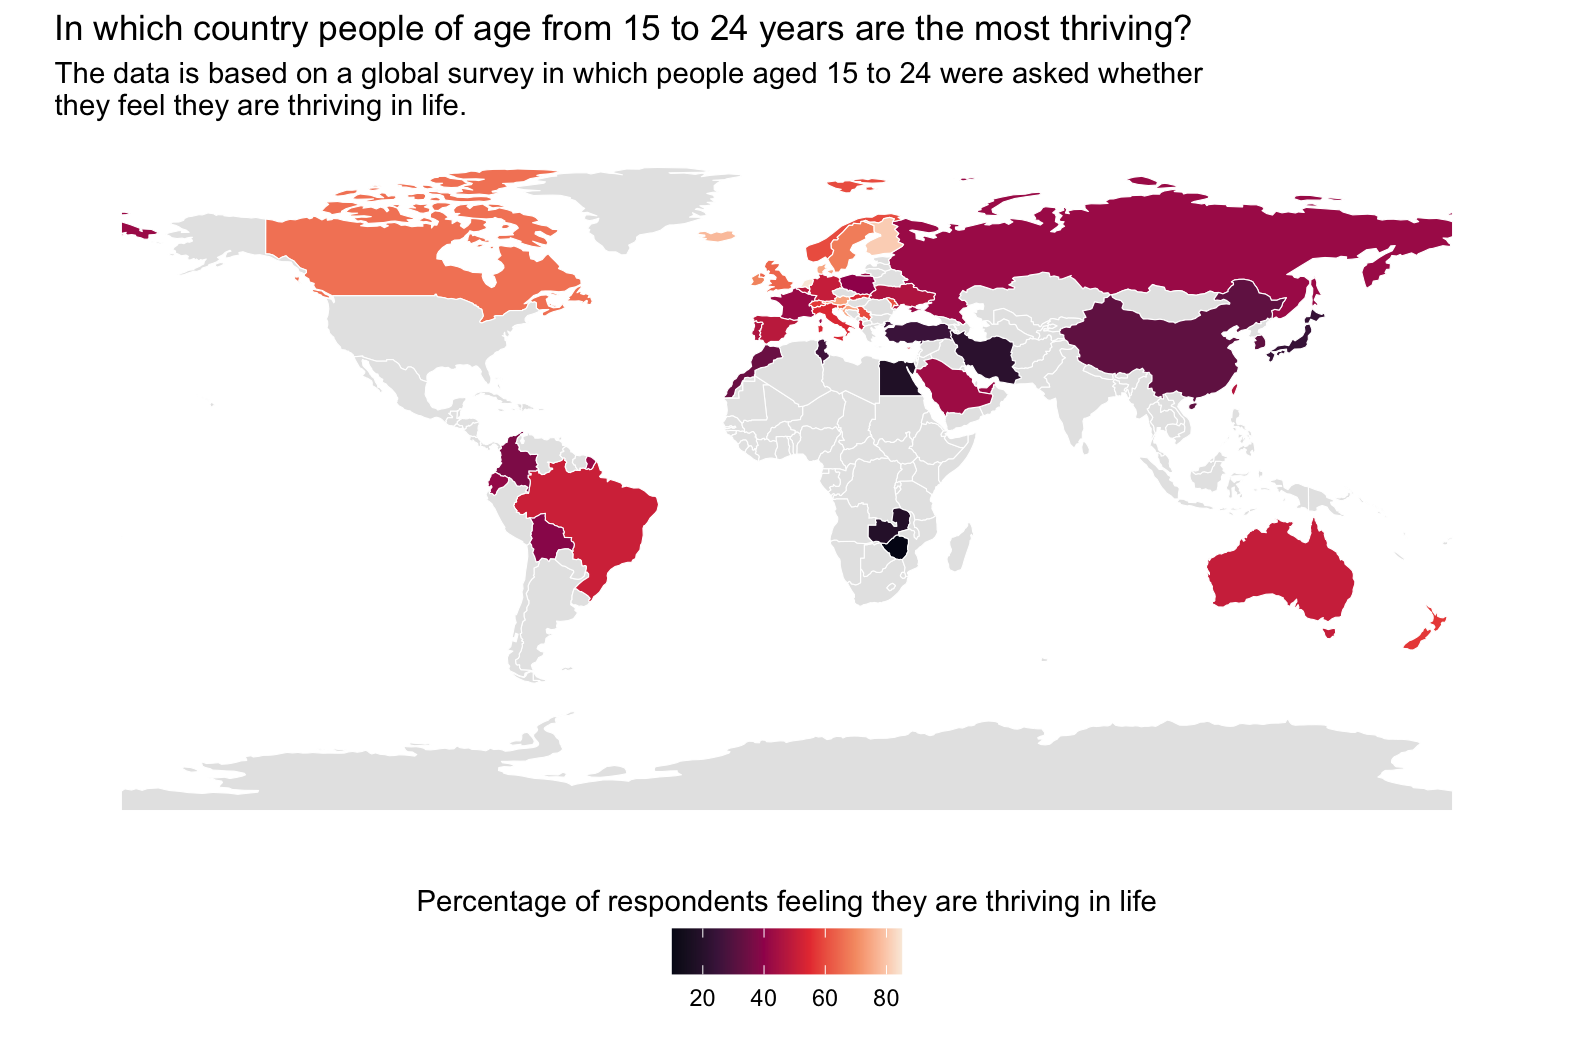 In which country people of age from 15 to 24 years are the most thriving?
The data is based on a global survey in which people aged 15 to 24 were asked whether
they feel they are thriving in life.
Percentage of respondents feeling they are thriving in life
20 40 60 80